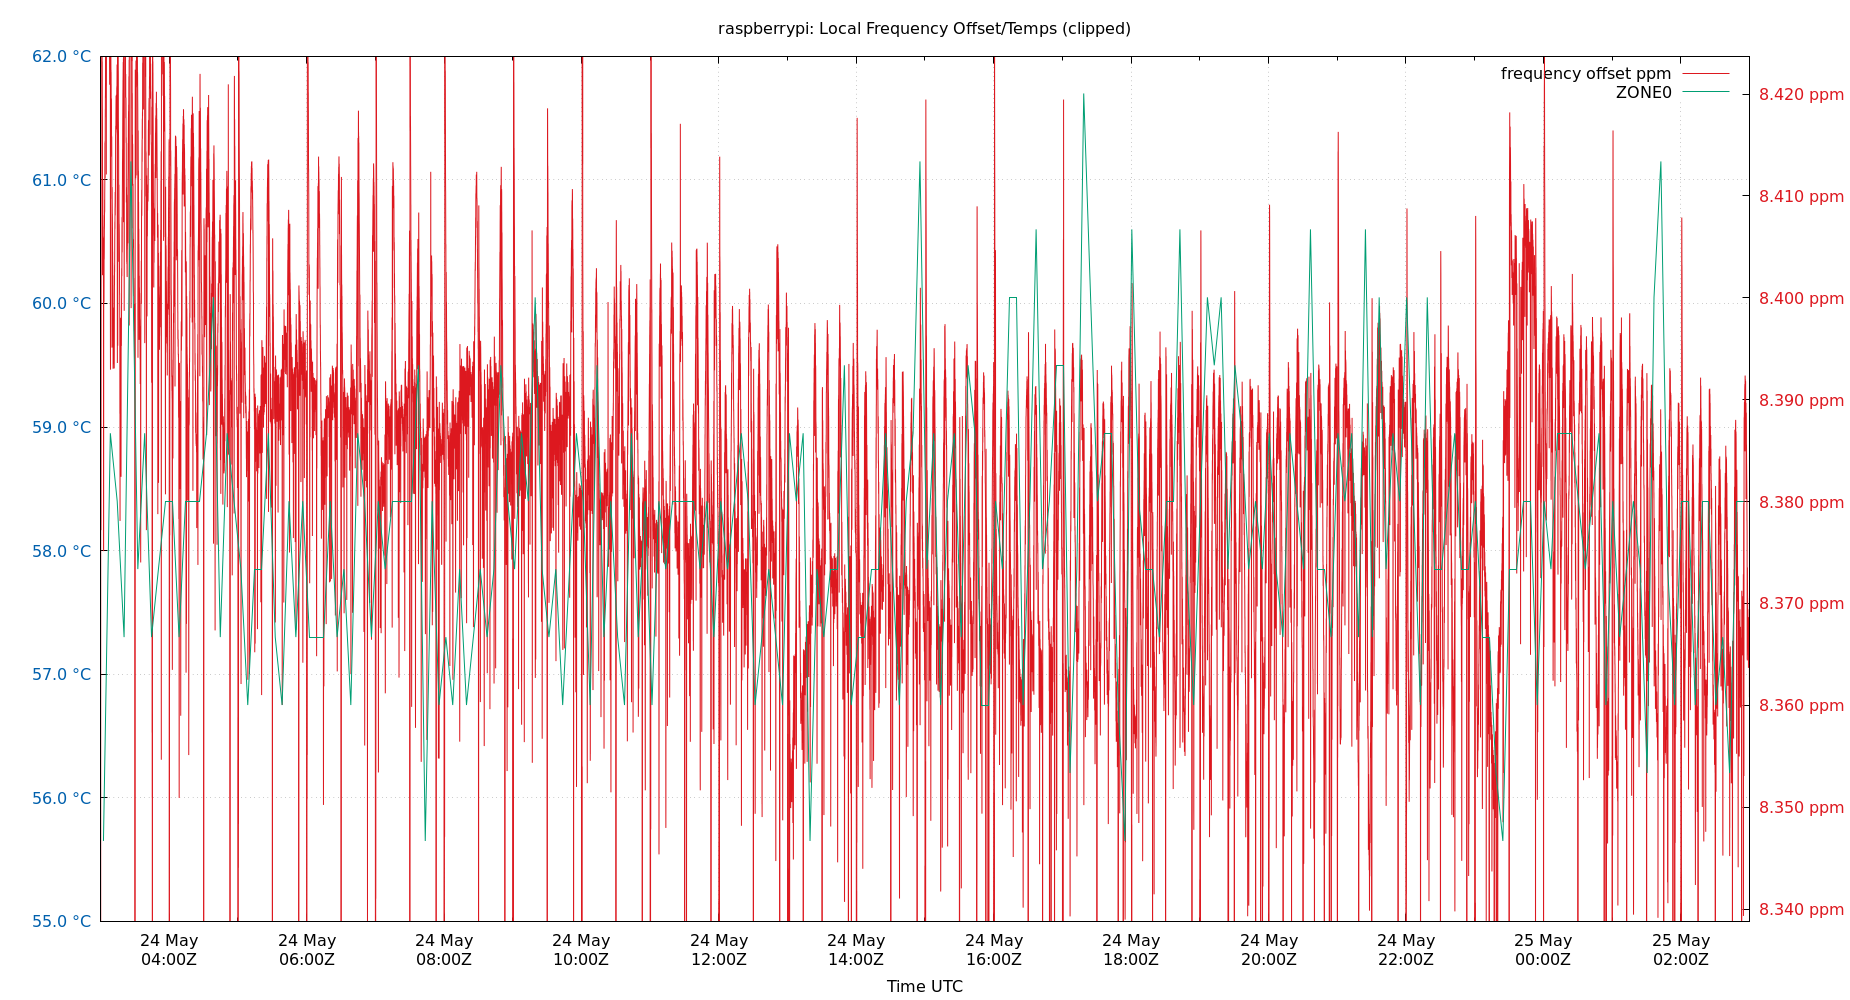 raspberrypi: Local Frequency Offset/Temps (clipped)
62.0 °C
61.0 °C
60.0 °C
59.0 °C
58.0 °C
57.0 °C
56.0 °C
55.0 °C
frequency offset ppm
ZONE0
8.420 ppm
8.410 ppm
8.400 ppm
8.390 ppm
8.380 ppm
8.370 ppm
8.360 ppm
8.350 ppm
8.340 ppm
24 May 24 May 24 May 24 May 24 May 24 May 24 May 24 May 24 May 24 May 25 May 25 May
04:00Z 06:00Z 08:00Z 10:00Z 12:00Z 14:00Z 16:00Z 18:00Z 20:00Z 22:00Z 00:00Z 02:00Z
Time UTC